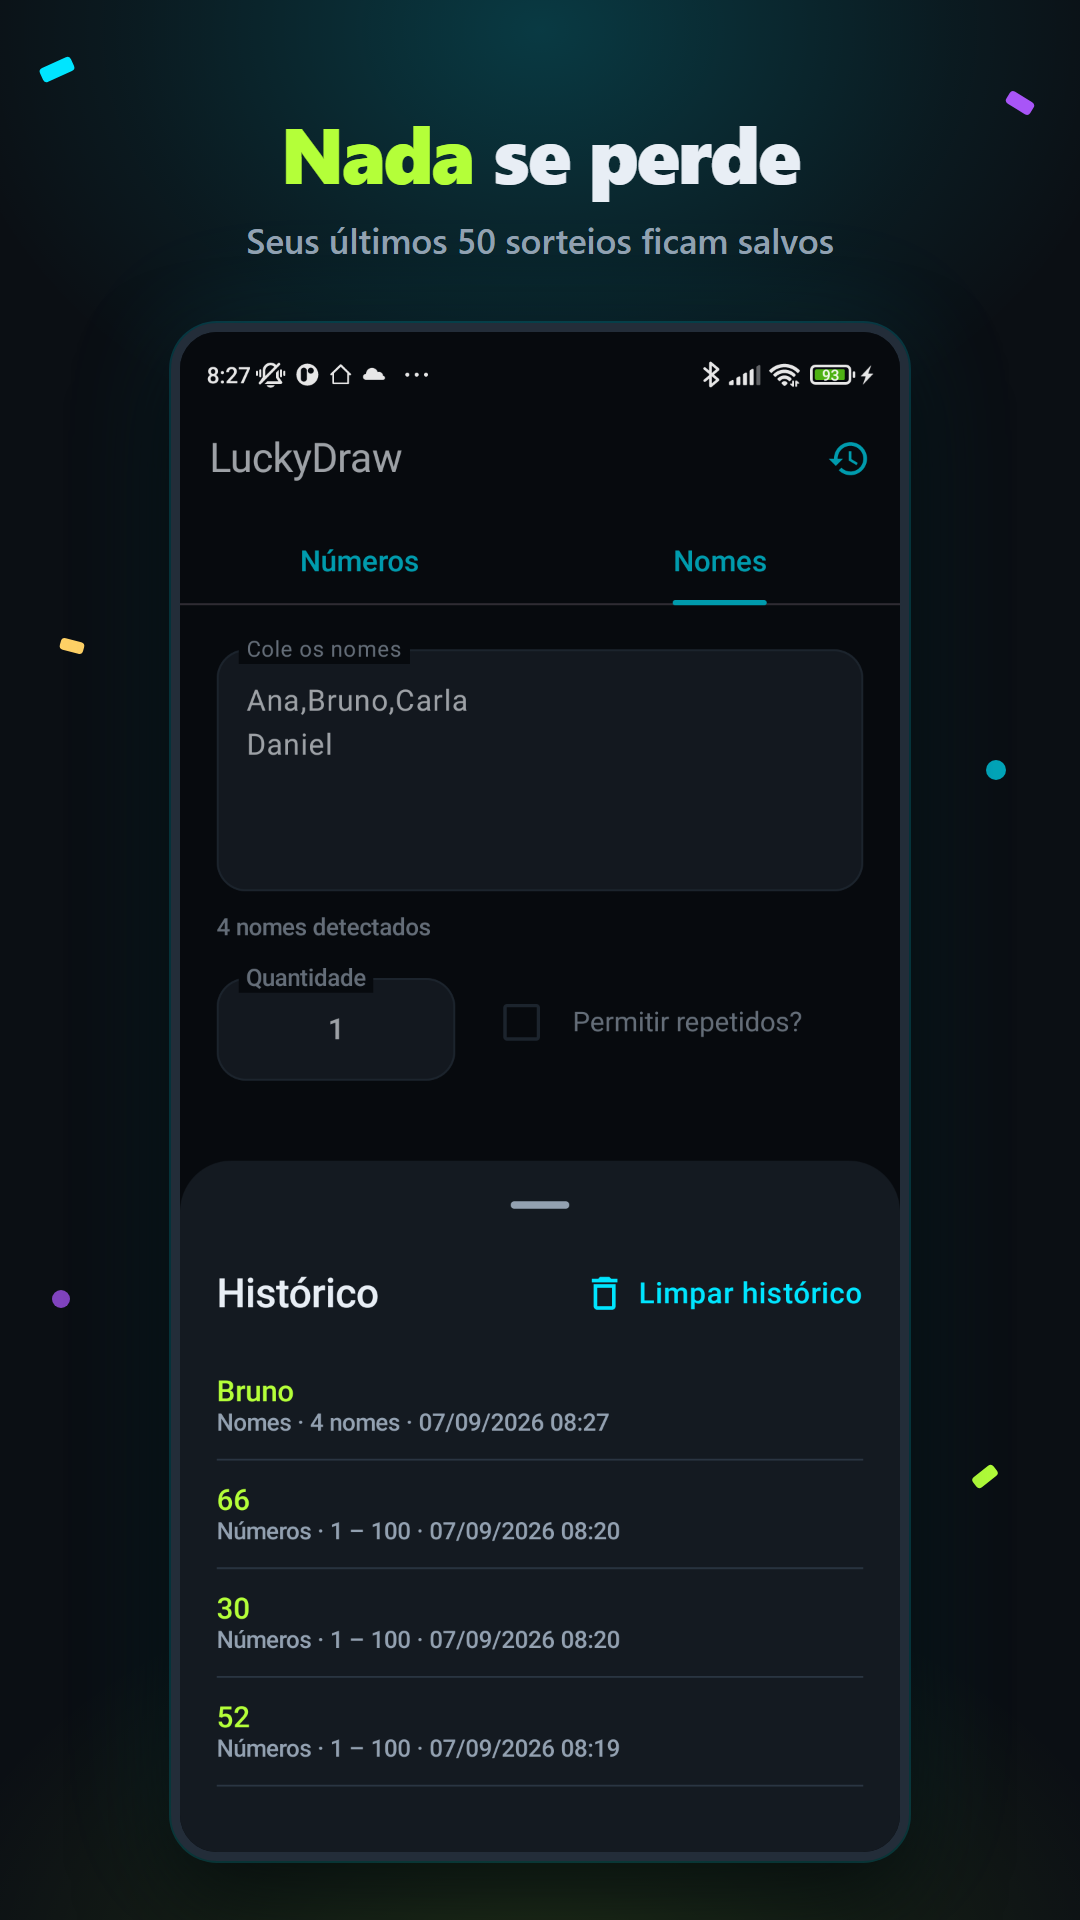 Nada se perde
Seus últimos 50 sorteios ficam salvos
8:27
93
LuckyDraw
Números
Nomes
Cole os nomes
Ana,Bruno,Carla
Daniel
4 nomes detectados
Quantidade
1
Permitir repetidos?
Histórico
Limpar histórico
Bruno
Nomes · 4 nomes · 07/09/2026 08:27
66
Números · 1 – 100 · 07/09/2026 08:20
30
Números · 1 – 100 · 07/09/2026 08:20
52
Números · 1 – 100 · 07/09/2026 08:19